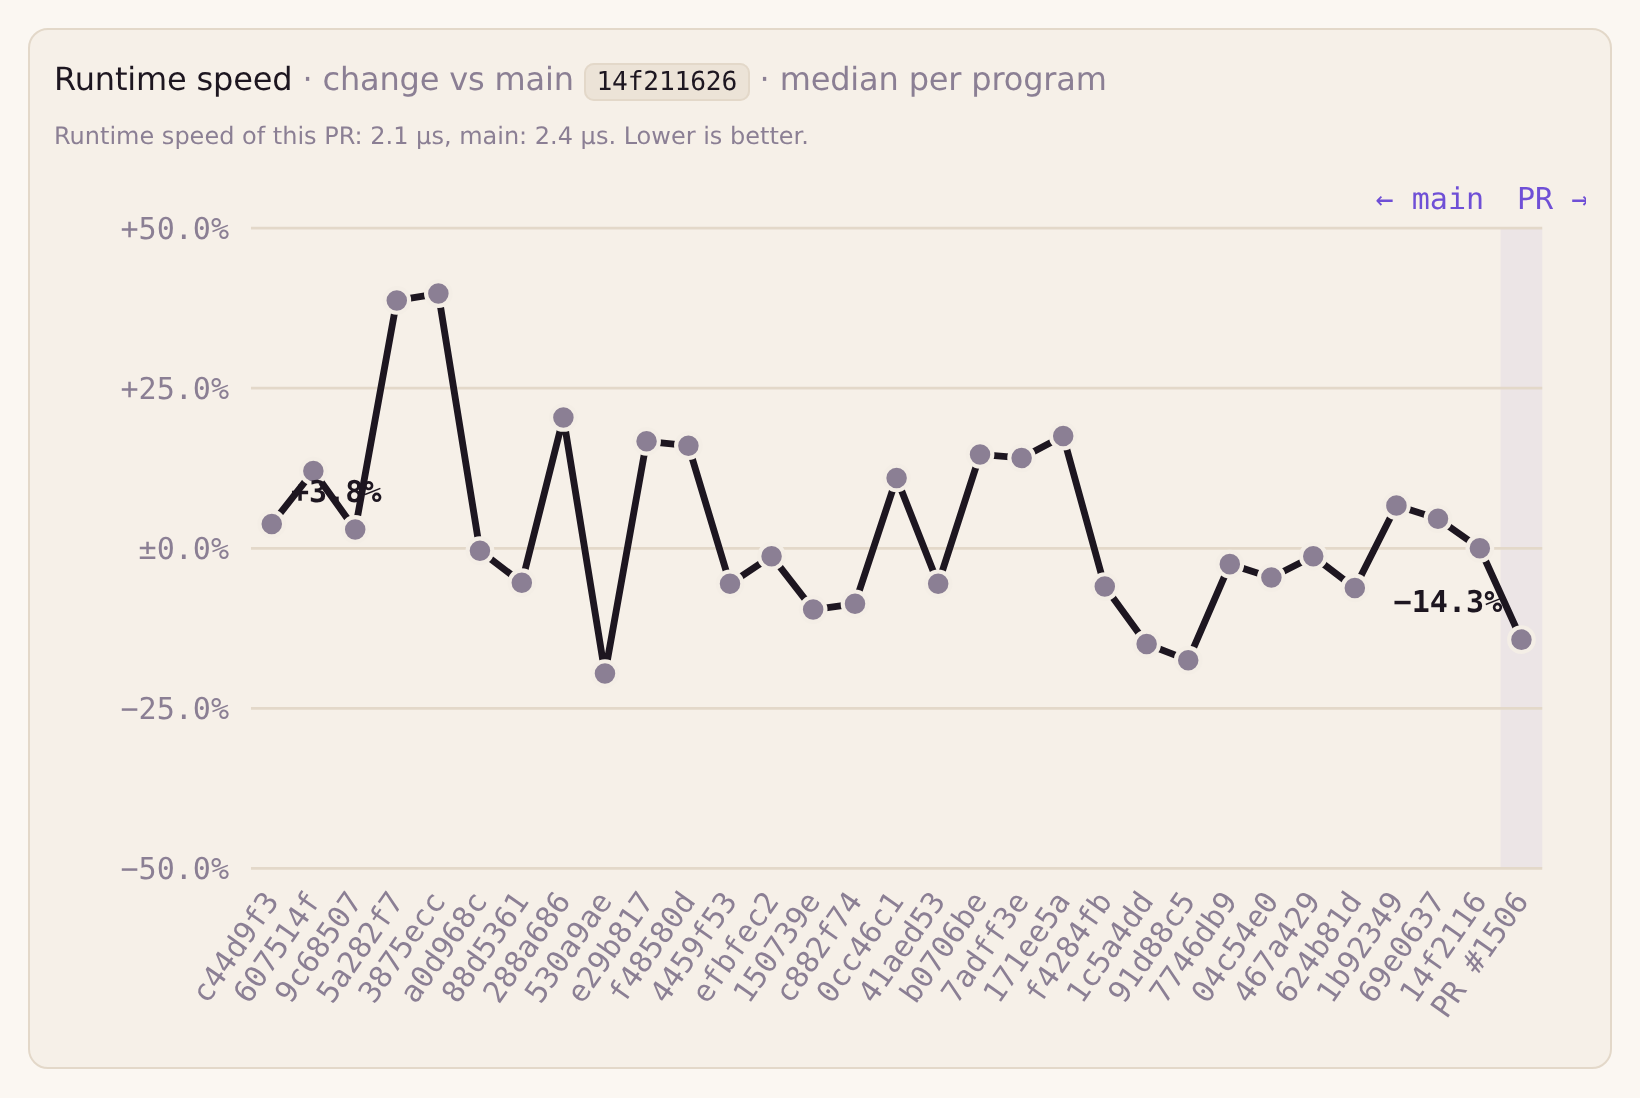 Runtime speed · change vs main 14f211626 · median per program
Runtime speed of this PR: 2.1 µs, main: 2.4 µs. Lower is better.
← main PR →
+50.0%
+25.0%
±0.0%
−25.0%
−50.0%
+3.8%
−14.3%
c44d9f3
607514f
9c68507
5a282f7
3875ecc
a0d968c
88d5361
288a686
530a9ae
e29b817
f48580d
4459f53
efbfec2
150739e
c882f74
0cc46c1
41aed53
b0706be
7adff3e
171ee5a
f4284fb
1c5a4dd
91d88c5
7746db9
04c54e0
467a429
624b81d
1b92349
69e0637
14f2116
PR #1506